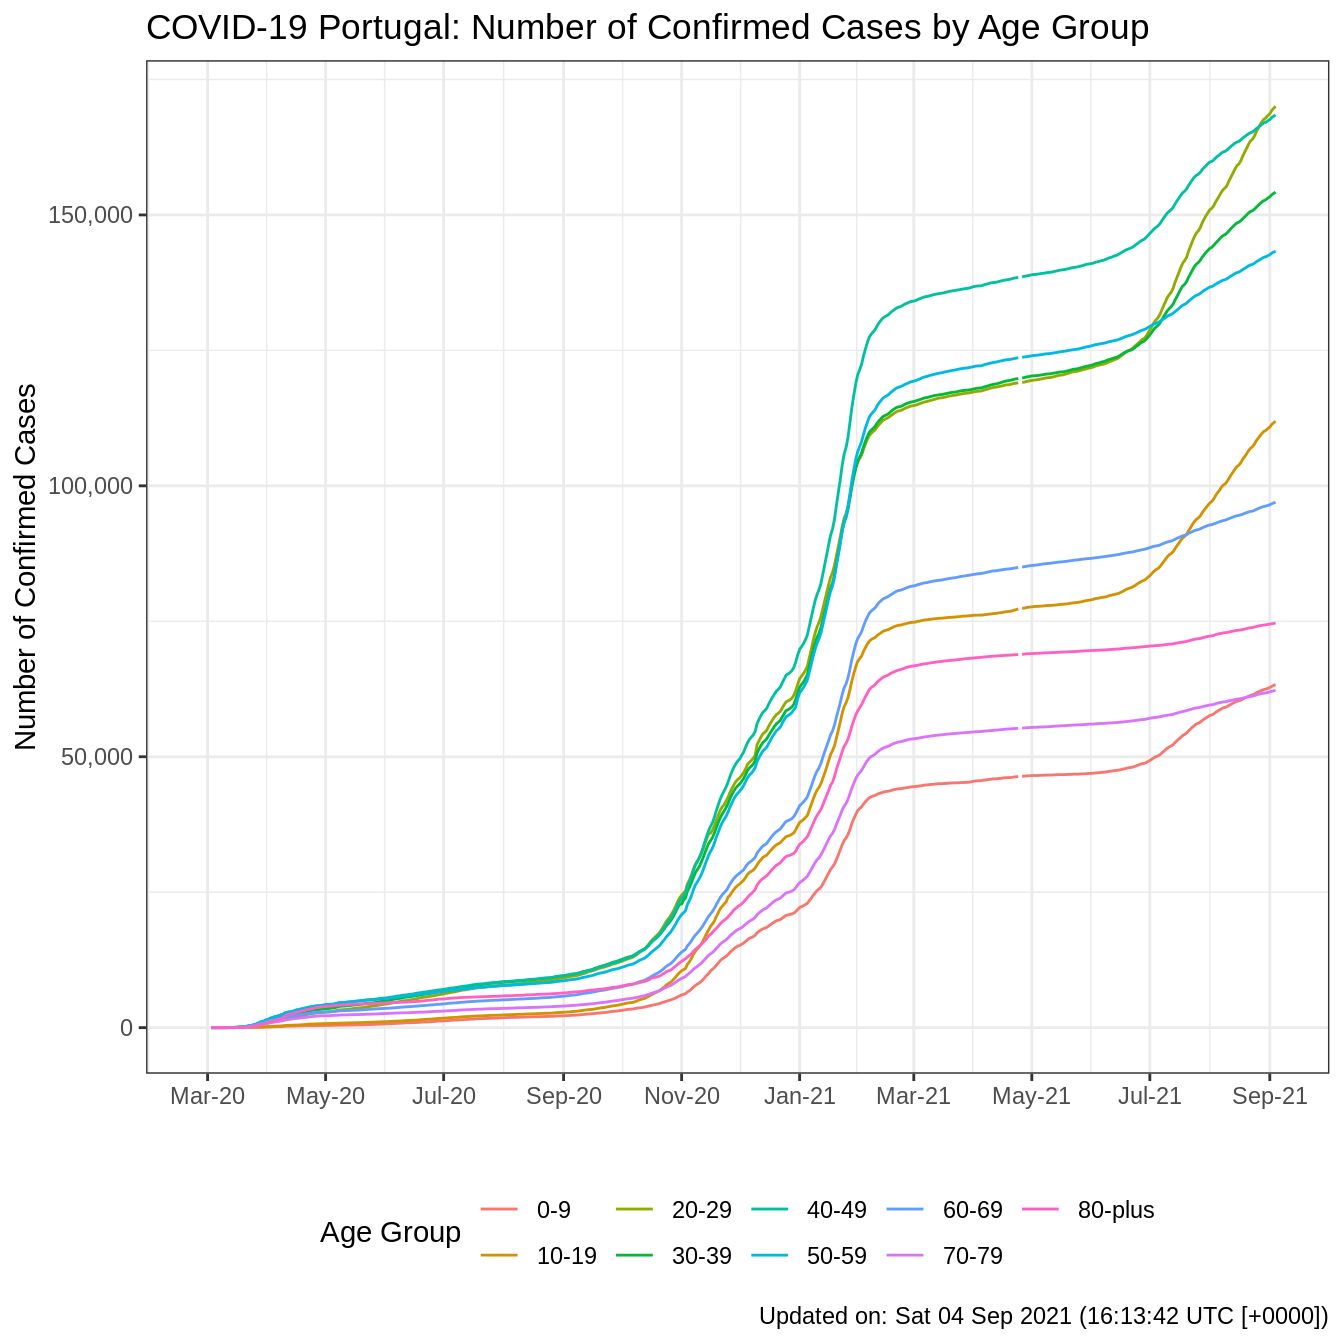 COVID-19 Portugal: Number of Confirmed Cases by Age Group
Number of Confirmed Cases
150,000
100,000
50,000
0
Mar-20 May-20 Jul-20 Sep-20 Nov-20 Jan-21 Mar-21 May-21 Jul-21 Sep-21
Age Group
0-9 20-29 40-49 60-69 80-plus
10-19 30-39 50-59 70-79
Updated on: Sat 04 Sep 2021 (16:13:42 UTC [+0000])